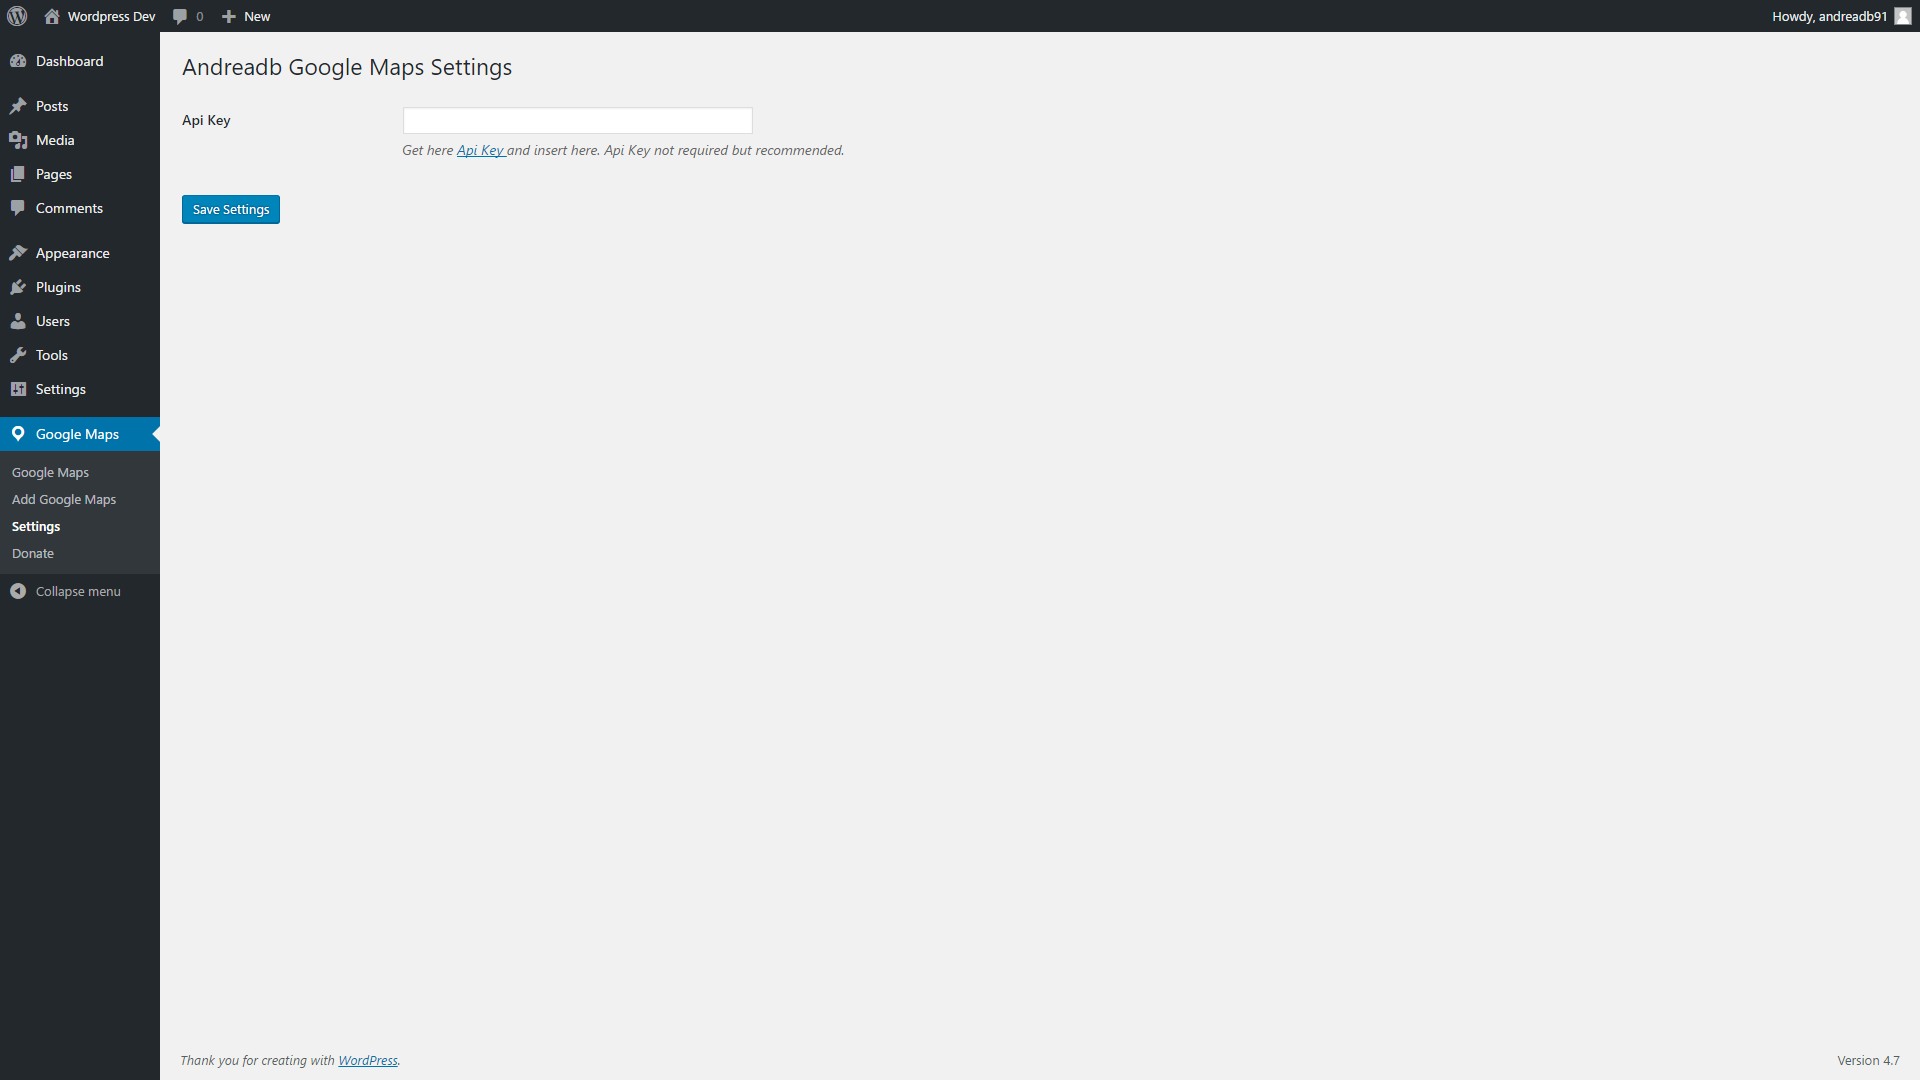 Wordpress Dev 0 New Howdy, andreadb91
Dashboard
Posts
Media
Pages
Comments
Appearance
Plugins
Users
Tools
Settings
Google Maps
Google Maps
Add Google Maps
Settings
Donate
Collapse menu
Andreadb Google Maps Settings
Api Key
Get here Api Key and insert here. Api Key not required but recommended.
Save Settings
Thank you for creating with WordPress.
Version 4.7